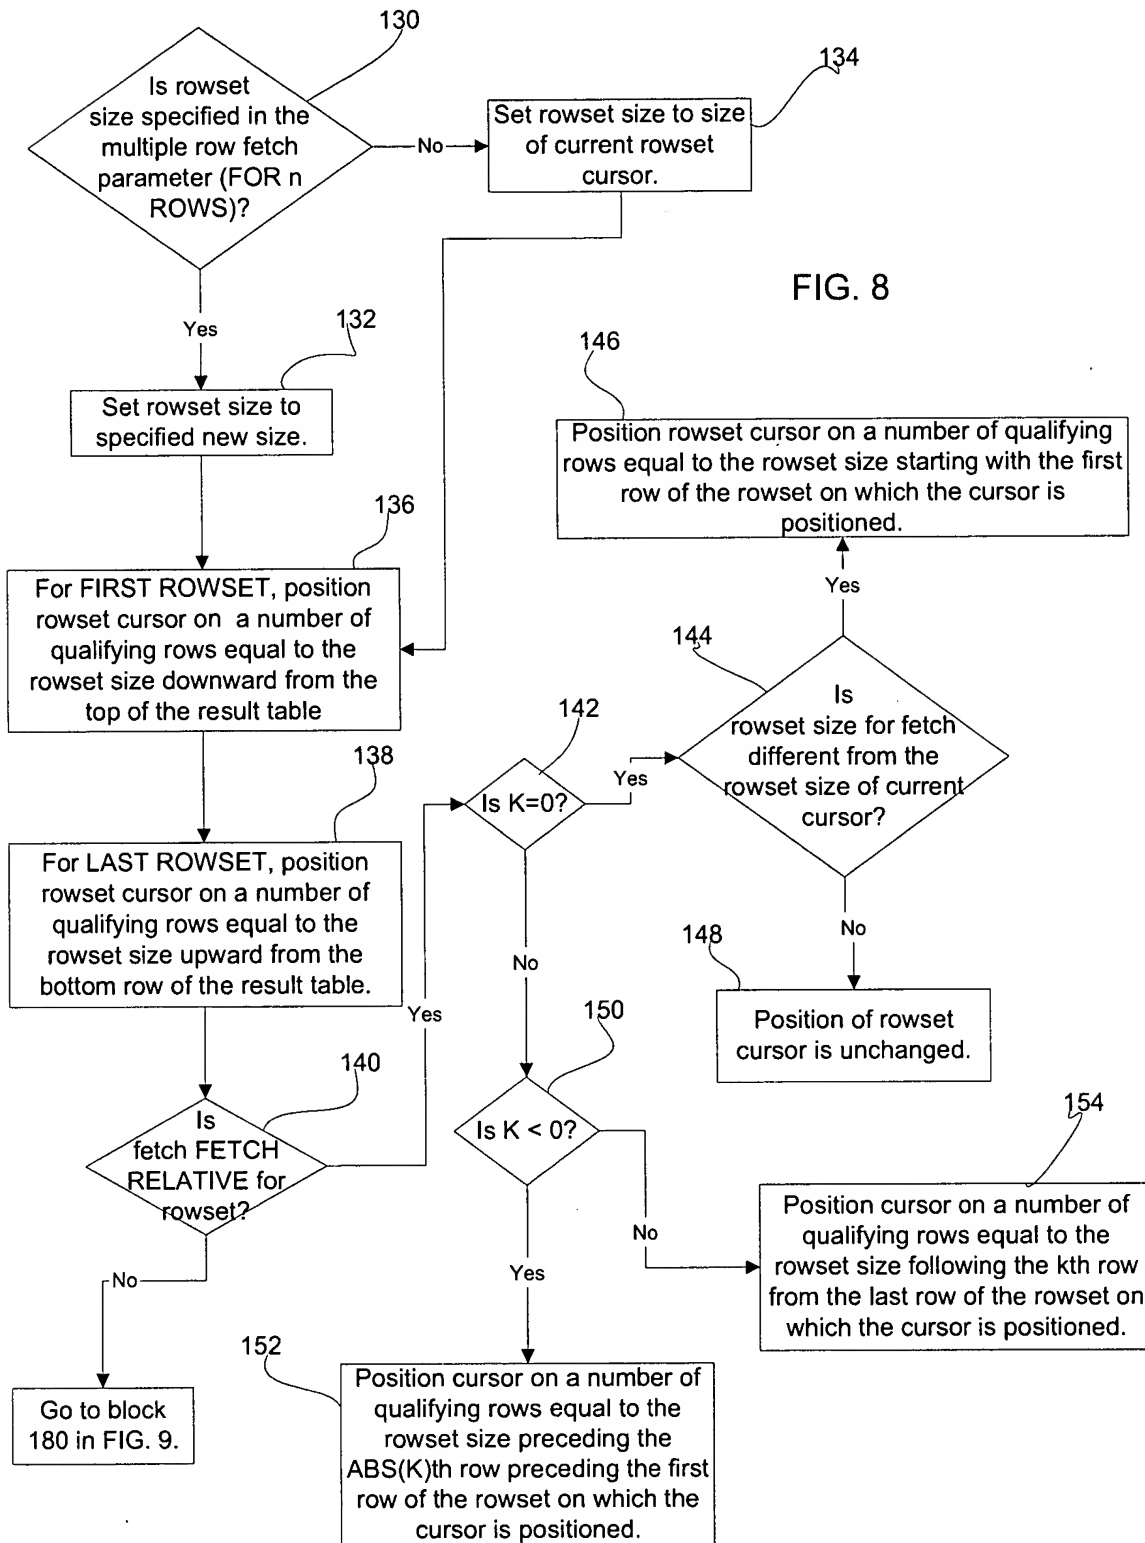 130
Is rowset
size specified in the
multiple row fetch
parameter (FOR n
ROWS)?
No
134
Set rowset size to size
of current rowset
cursor.
FIG. 8
Yes
132
Set rowset size to
specified new size.
146
Position rowset cursor on a number of qualifying
rows equal to the rowset size starting with the first
row of the rowset on which the cursor is
positioned.
136
For FIRST ROWSET, position
rowset cursor on a number of
qualifying rows equal to the
rowset size downward from the
top of the result table
Yes
144
Is
rowset size for fetch
different from the
rowset size of current
cursor?
142
Is K=0?
Yes
138
For LAST ROWSET, position
rowset cursor on a number of
qualifying rows equal to the
rowset size upward from the
bottom row of the result table.
No
148
Position of rowset
cursor is unchanged.
No
Yes
140
Is
fetch FETCH
RELATIVE for
rowset?
150
Is K < 0?
154
Position cursor on a number of
qualifying rows equal to the
rowset size following the kth row
from the last row of the rowset on
which the cursor is positioned.
No
No
Yes
152
Position cursor on a number of
qualifying rows equal to the
rowset size preceding the
ABS(K)th row preceding the first
row of the rowset on which the
cursor is positioned.
Go to block
180 in FIG. 9.